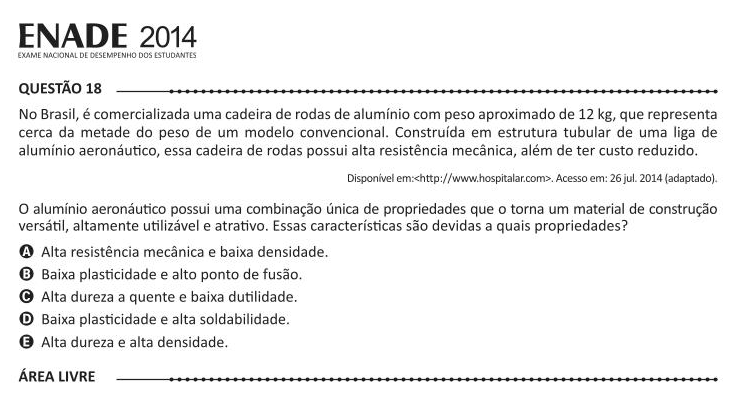 ENADE 2014
EXAME NACIONAL DE DESEMPENHO DOS ESTUDANTES
QUESTÃO 18
No Brasil, é comercializada uma cadeira de rodas de alumínio com peso aproximado de 12 kg, que representa
cerca da metade do peso de um modelo convencional. Construída em estrutura tubular de uma liga de
alumínio aeronáutico, essa cadeira de rodas possui alta resistência mecânica, além de ter custo reduzido.
Disponível em:<http://www.hospitalar.com>. Acesso em: 26 jul. 2014 (adaptado).
O alumínio aeronáutico possui uma combinação única de propriedades que o torna um material de construção
versátil, altamente utilizável e atrativo. Essas características são devidas a quais propriedades?
A Alta resistência mecânica e baixa densidade.
B Baixa plasticidade e alto ponto de fusão.
C Alta dureza a quente e baixa dutilidade.
D Baixa plasticidade e alta soldabilidade.
E Alta dureza e alta densidade.
ÁREA LIVRE